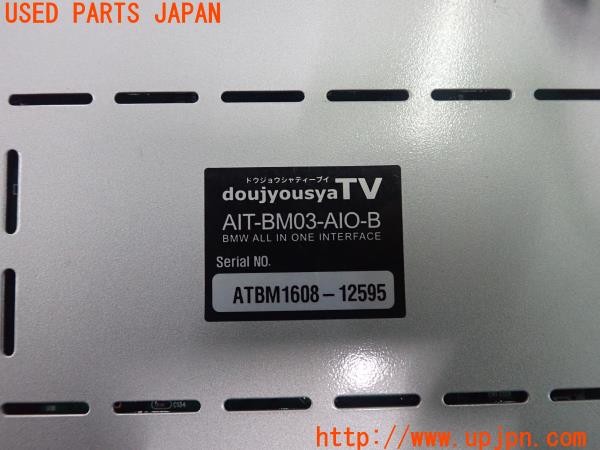 USED PARTS JAPAN
ドウジョウシャティーブイ
doujyousyaTV
AIT-BM03-AIO-B
BMW ALL IN ONE INTERFACE
Serial NO.
ATBM1608-12595
C134
http://www.upjpn.com